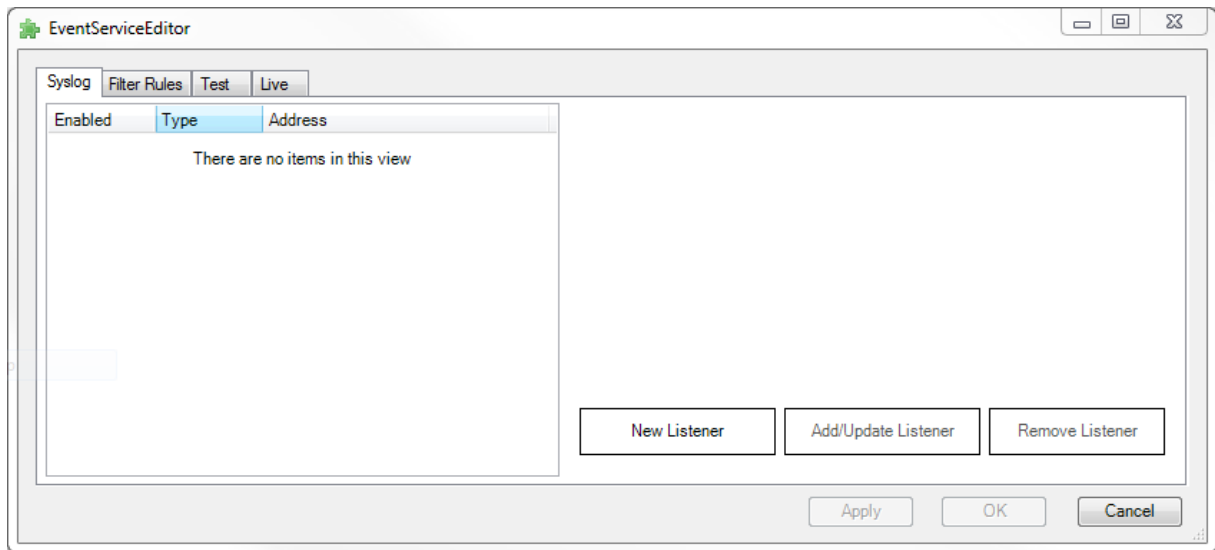 EventServiceEditor
Syslog Filter Rules Test Live
Enabled Type Address
There are no items in this view
New Listener Add/Update Listener Remove Listener
Apply OK Cancel